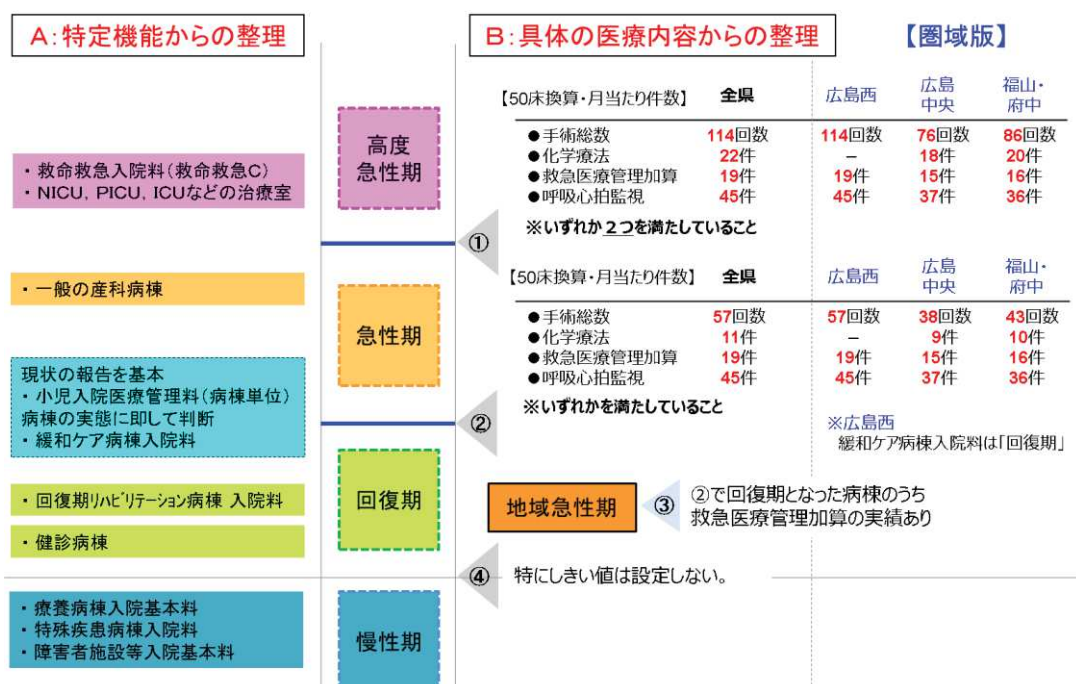 A:特定機能からの整理
B:具体の医療内容からの整理
【圏域版】
・救命救急入院料(救命救急C)
・NICU, PICU, ICUなどの治療室
・一般の産科病棟
現状の報告を基本
・小児入院医療管理料(病棟単位)
病棟の実態に即して判断
・緩和ケア病棟入院料
・回復期リハビリテーション病棟 入院料
・健診病棟
・療養病棟入院基本料
・特殊疾患病棟入院料
・障害者施設等入院基本料
高度
急性期
急性期
回復期
慢性期
【50床換算・月当たり件数】 全県 広島西 広島中央 福山・府中
●手術総数 114回数 114回数 76回数 86回数
●化学療法 22件 － 18件 20件
●救急医療管理加算 19件 19件 15件 16件
●呼吸心拍監視 45件 45件 37件 36件
※いずれか２つを満たしていること
①
【50床換算・月当たり件数】 全県 広島西 広島中央 福山・府中
●手術総数 57回数 57回数 38回数 43回数
●化学療法 11件 － 9件 10件
●救急医療管理加算 19件 19件 15件 16件
●呼吸心拍監視 45件 45件 37件 36件
※いずれかを満たしていること
②
※広島西
緩和ケア病棟入院料は「回復期」
地域急性期
③
②で回復期となった病棟のうち
救急医療管理加算の実績あり
④ 特にしきい値は設定しない。